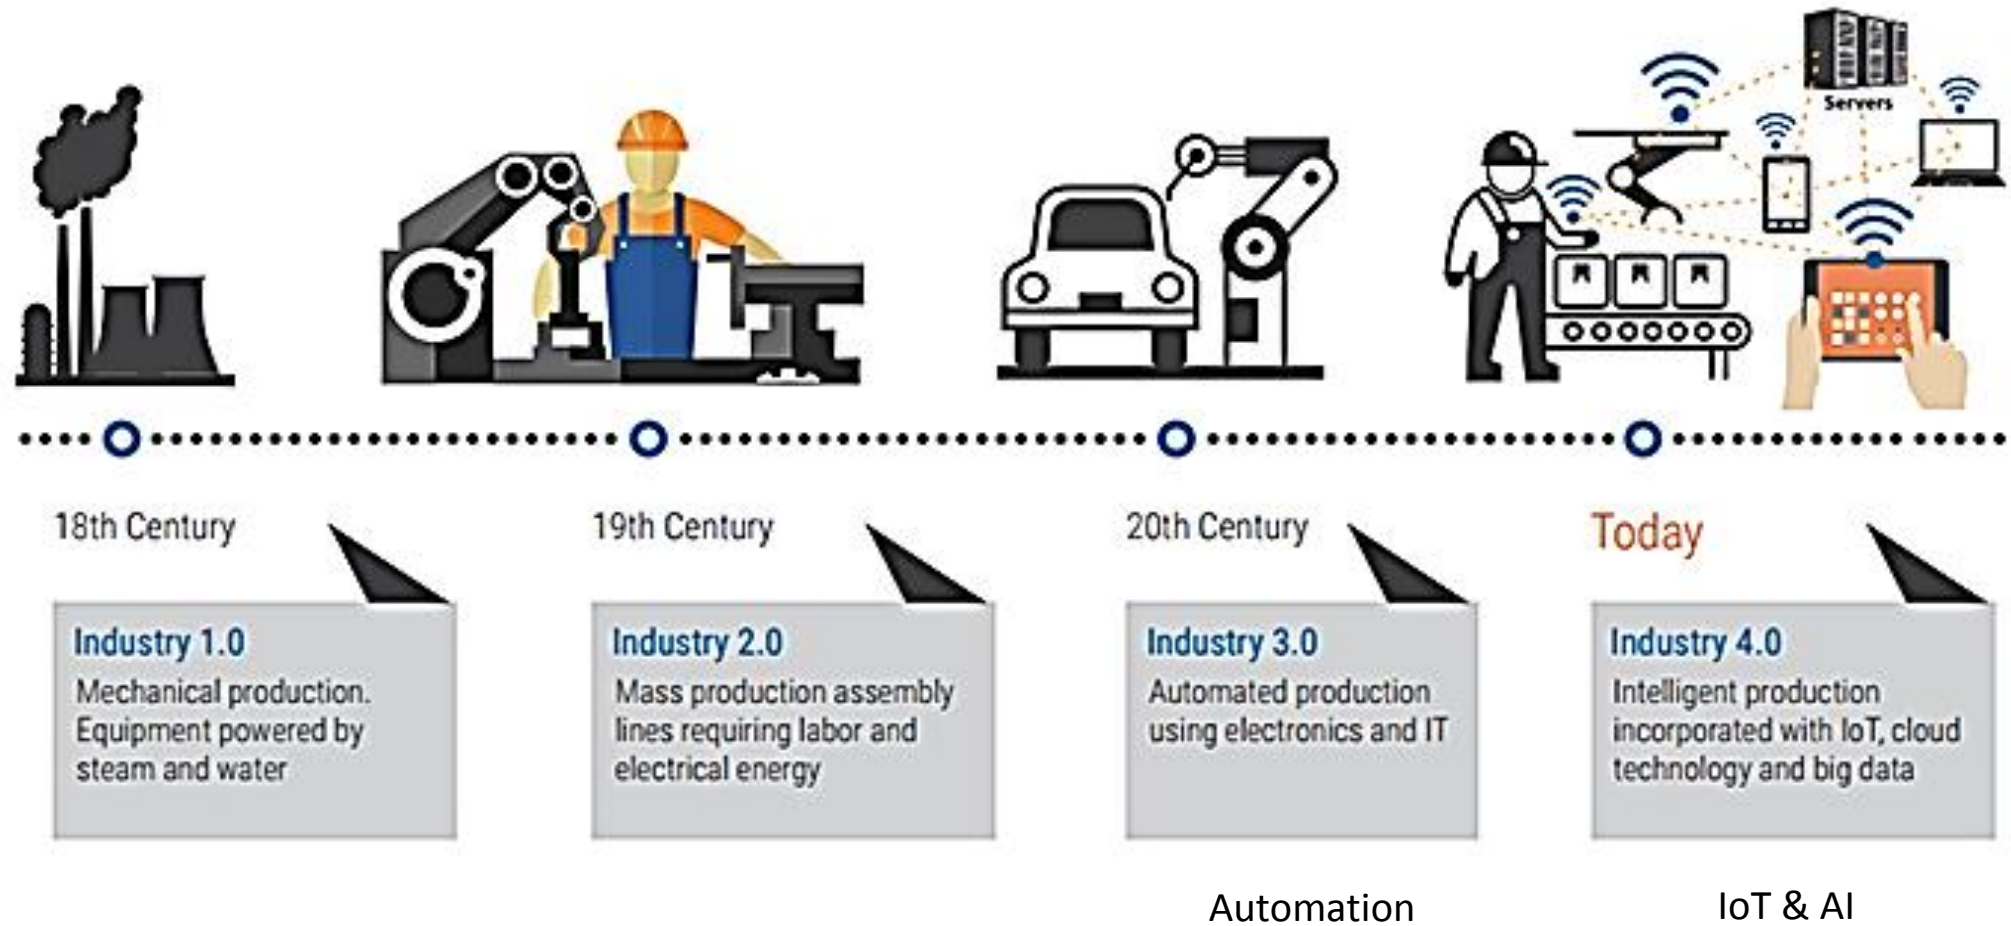 Servers
18th Century
19th Century
20th Century
Today
Industry 1.0
Mechanical production.
Equipment powered by
steam and water
Industry 2.0
Mass production assembly
lines requiring labor and
electrical energy
Industry 3.0
Automated production
using electronics and IT
Industry 4.0
Intelligent production
incorporated with IoT, cloud
technology and big data
Automation
IoT & AI